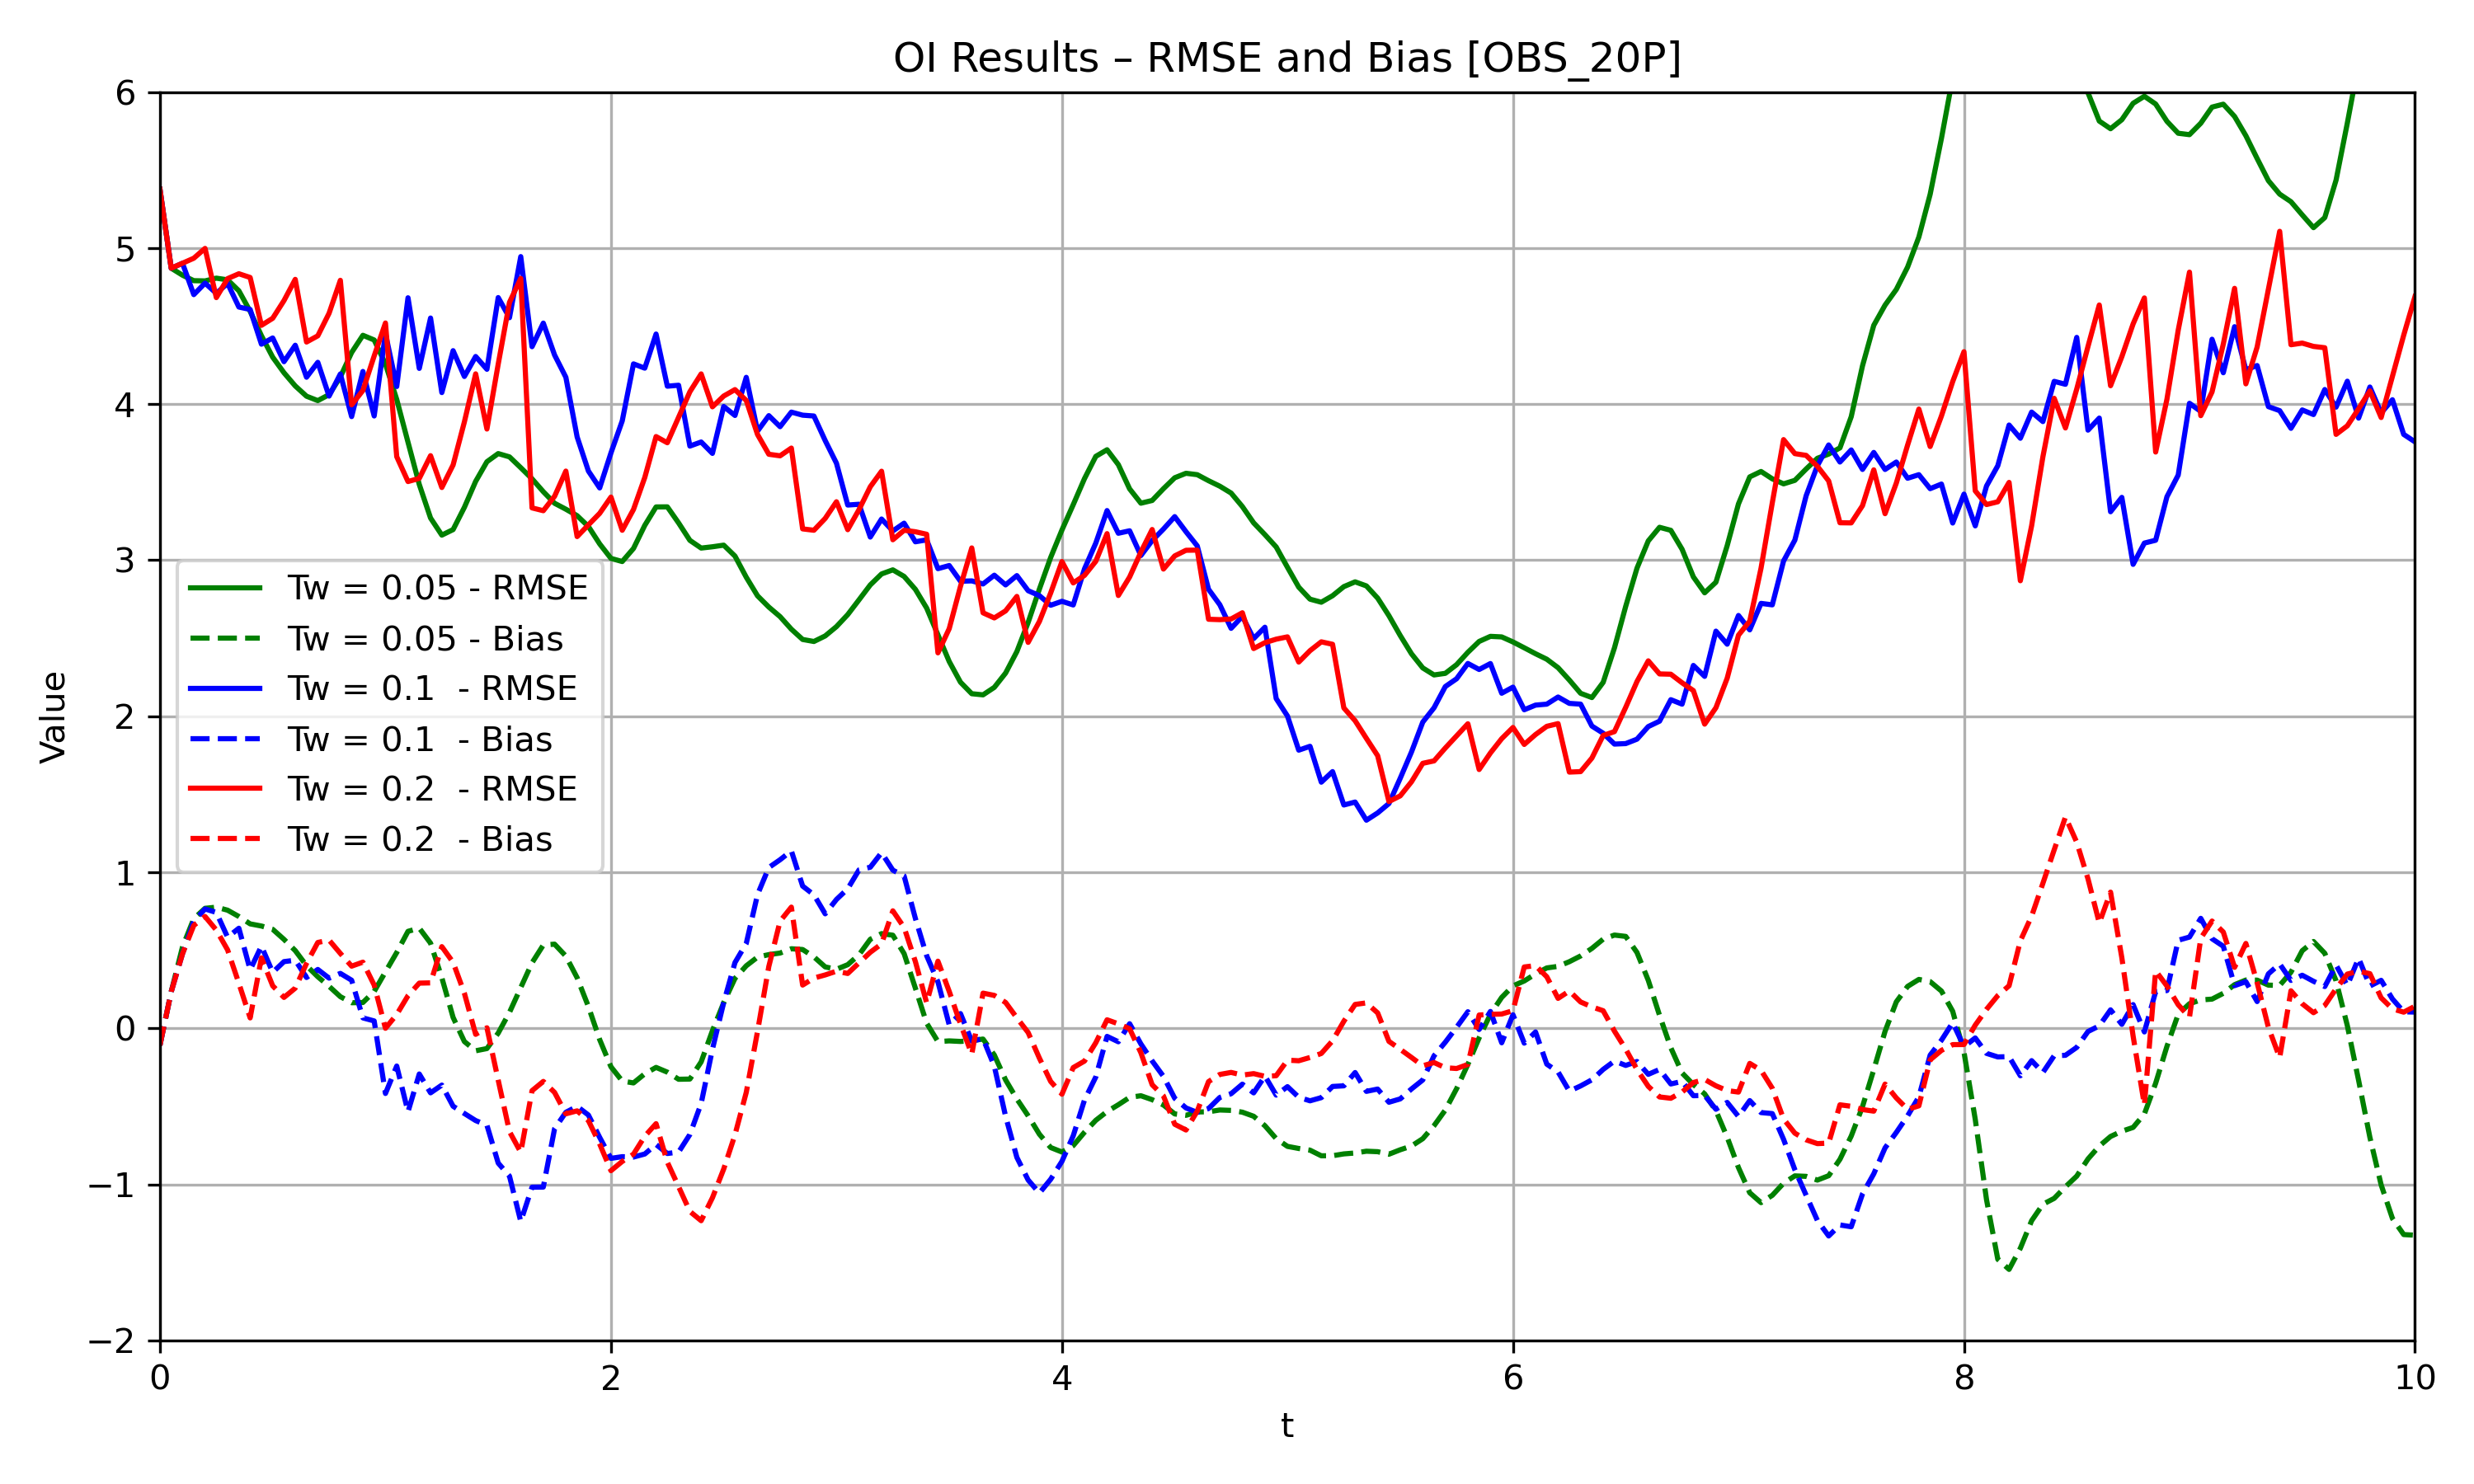 OI Results – RMSE and Bias [OBS_20P]
6
5
4
3
2
1
0
−1
−2
Value
Tw = 0.05 - RMSE
Tw = 0.05 - Bias
Tw = 0.1  - RMSE
Tw = 0.1  - Bias
Tw = 0.2  - RMSE
Tw = 0.2  - Bias
0 2 4 6 8 10
t